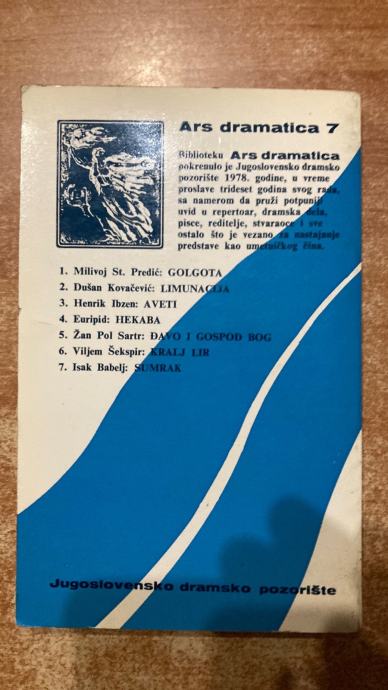 Ars dramatica 7
Biblioteku Ars dramatica
pokrenulo je Jugoslovensko dramsko
pozorište 1978. godine, u vreme
proslave trideset godina svog rada,
sa namerom da pruži potpuniji
uvid u repertoar, dramska dela,
pisce, reditelje, stvaraoce i sve
ostalo što je vezano za nastajanje
predstave kao umetničkog čina.
1. Milivoj St. Predić: GOLGOTA
2. Dušan Kovačević: LIMUNACIJA
3. Henrik Ibzen: AVETI
4. Euripid: HEKABA
5. Žan Pol Sartr: ĐAVO I GOSPOD BOG
6. Viljem Šekspir: KRALJ LIR
7. Isak Babelj: SUMRAK
Jugoslovensko dramsko pozorište